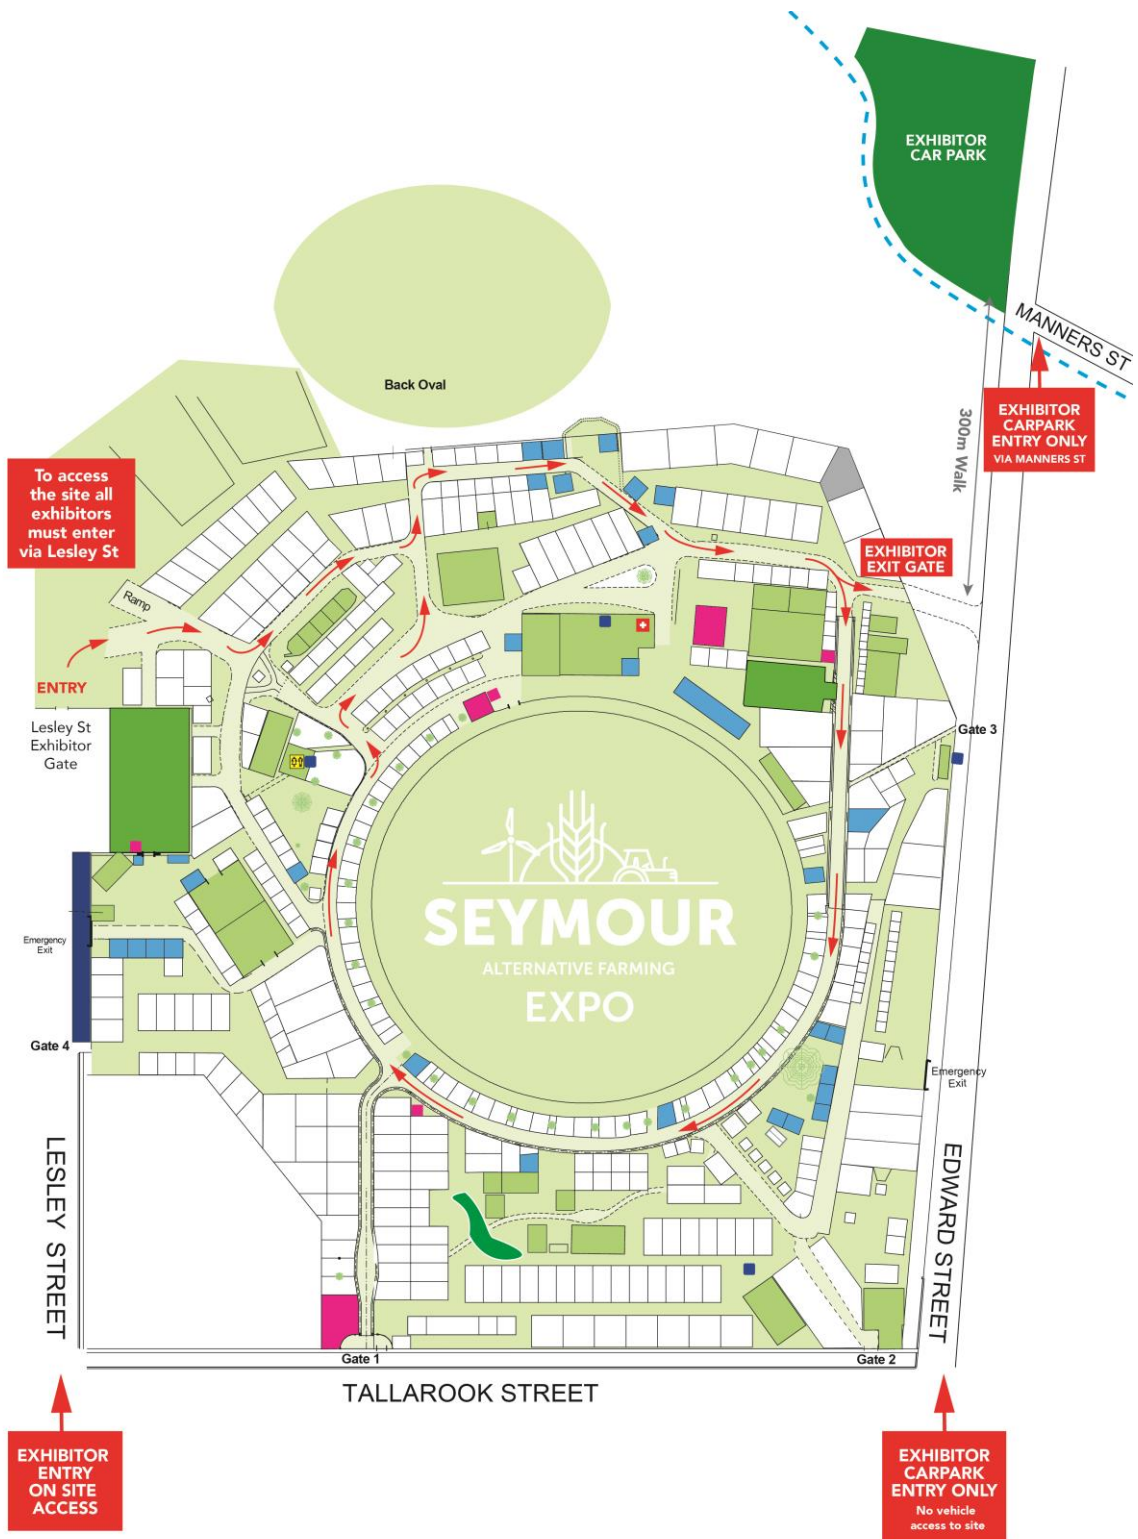 EXHIBITOR
CAR PARK
MANNERS ST
Back Oval
EXHIBITOR
CARPARK
ENTRY ONLY
VIA MANNERS ST
300m Walk
To access
the site all
exhibitors
must enter
via Lesley St
EXHIBITOR
EXIT GATE
Ramp
ENTRY
Lesley St
Exhibitor
Gate
Gate 3
SEYMOUR
ALTERNATIVE FARMING
EXPO
Emergency
Exit
Gate 4
Emergency
Exit
LESLEY STREET
EDWARD STREET
Gate 1
Gate 2
TALLAROOK STREET
EXHIBITOR
ENTRY
ON SITE
ACCESS
EXHIBITOR
CARPARK
ENTRY ONLY
No vehicle
access to site